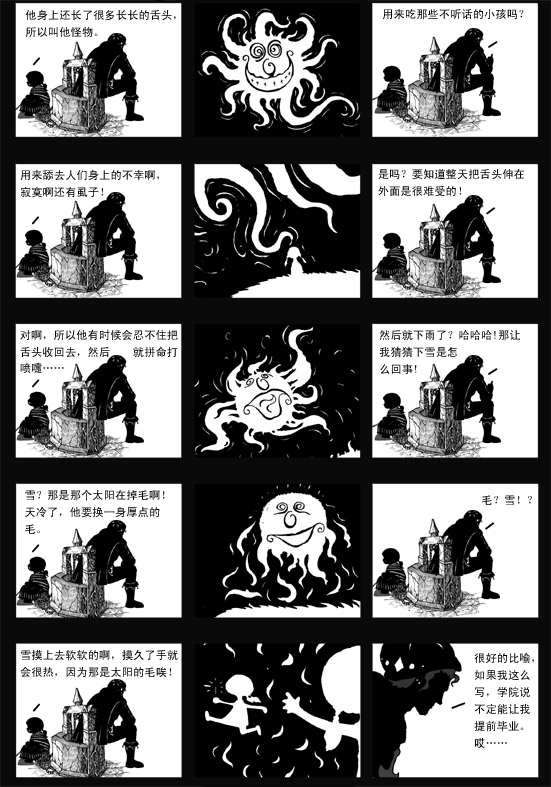 他身上还长了很多长长的舌头，
所以叫他怪物。
用来吃那些不听话的小孩吗？
用来舔去人们身上的不幸啊，
寂寞啊还有虱子！
是吗？要知道整天把舌头伸在
外面是很难受的！
对啊，所以他有时候会忍不住把
舌头收回去，然后 就拼命打
喷嚏……
然后就下雨了？哈哈哈！那让
我猜猜下雪是怎
么回事！
雪？那是那个太阳在掉毛啊！
天冷了，他要换一身厚点的
毛。
毛？雪！？
雪摸上去软软的啊，摸久了手就
会很热，因为那是太阳的毛唉！
很好的比喻，
如果我这么
写，学院说
不定能让我
提前毕业。
哎……